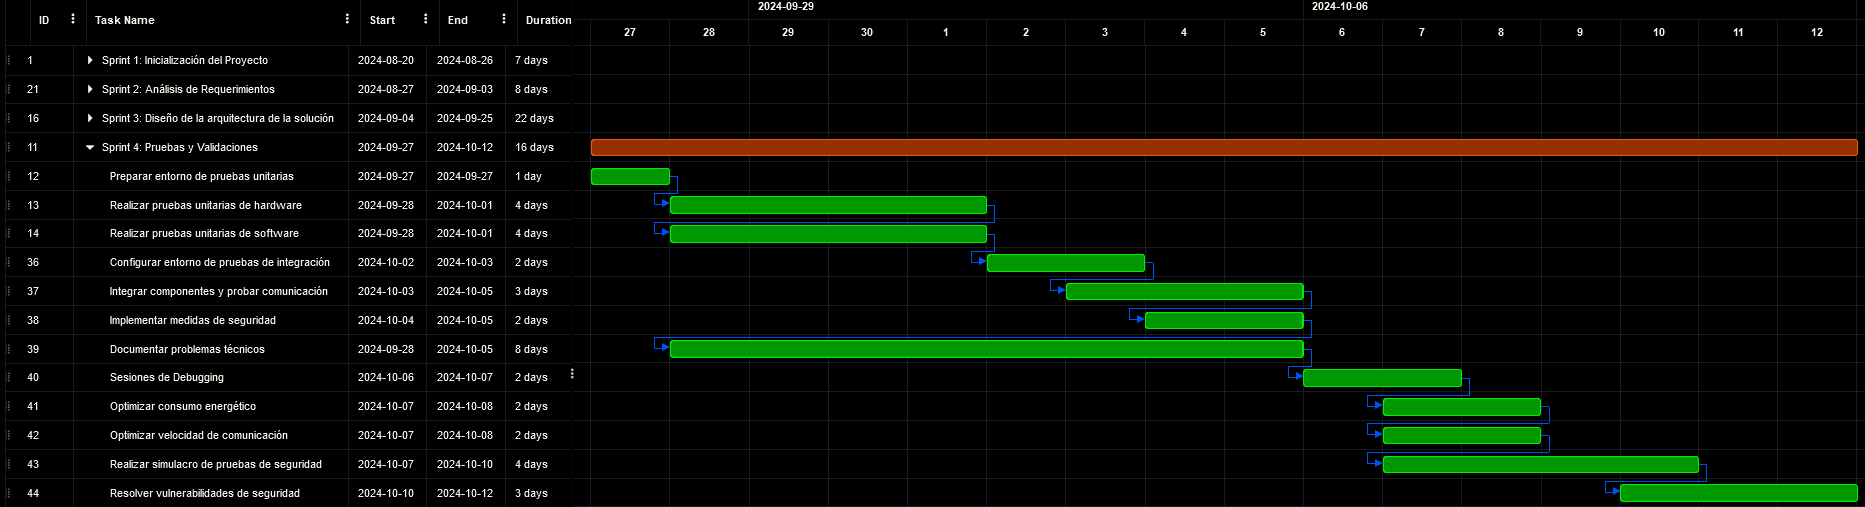 2024-09-29 2024-10-06
ID Task Name Start End Duration 27 28 29 30 1 2 3 4 5 6 7 8 9 10 11 12
1 Sprint 1: Inicialización del Proyecto 2024-08-20 2024-08-26 7 days
21 Sprint 2: Análisis de Requerimientos 2024-08-27 2024-09-03 8 days
16 Sprint 3: Diseño de la arquitectura de la solución 2024-09-04 2024-09-25 22 days
11 Sprint 4: Pruebas y Validaciones 2024-09-27 2024-10-12 16 days
12 Preparar entorno de pruebas unitarias 2024-09-27 2024-09-27 1 day
13 Realizar pruebas unitarias de hardware 2024-09-28 2024-10-01 4 days
14 Realizar pruebas unitarias de software 2024-09-28 2024-10-01 4 days
36 Configurar entorno de pruebas de integración 2024-10-02 2024-10-03 2 days
37 Integrar componentes y probar comunicación 2024-10-03 2024-10-05 3 days
38 Implementar medidas de seguridad 2024-10-04 2024-10-05 2 days
39 Documentar problemas técnicos 2024-09-28 2024-10-05 8 days
40 Sesiones de Debugging 2024-10-06 2024-10-07 2 days
41 Optimizar consumo energético 2024-10-07 2024-10-08 2 days
42 Optimizar velocidad de comunicación 2024-10-07 2024-10-08 2 days
43 Realizar simulacro de pruebas de seguridad 2024-10-07 2024-10-10 4 days
44 Resolver vulnerabilidades de seguridad 2024-10-10 2024-10-12 3 days